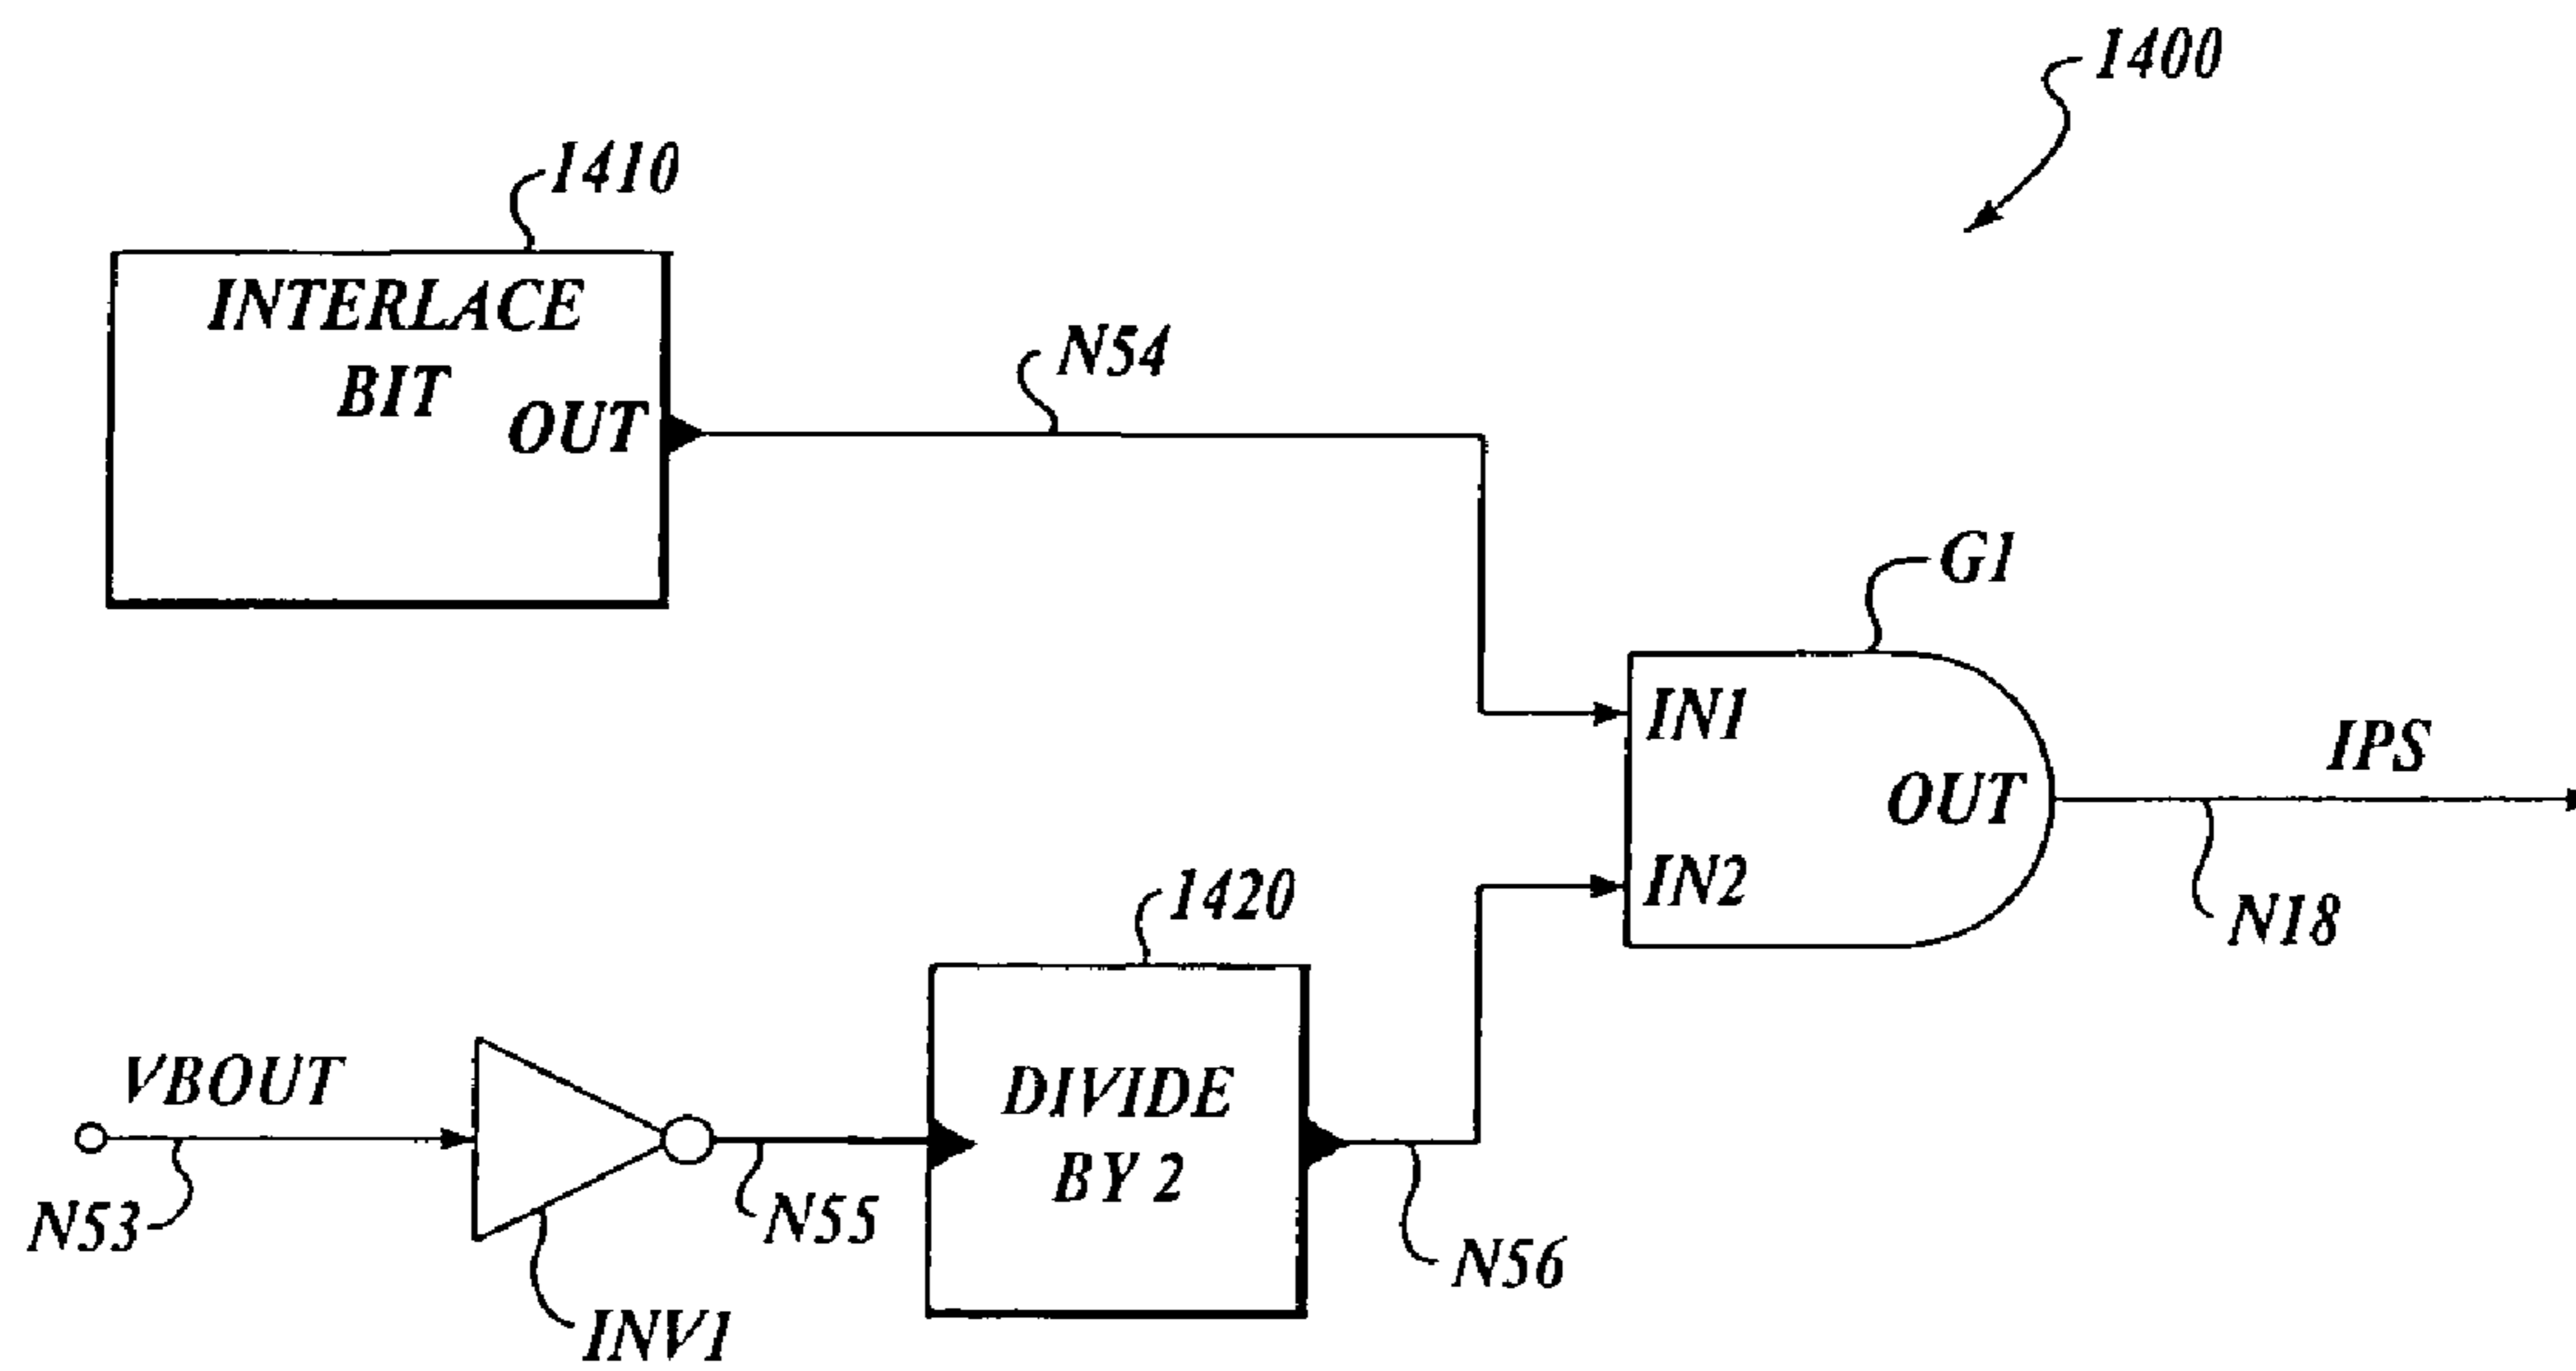 1400
1410
INTERLACE
BIT
OUT
N54
G1
IN1
OUT
IN2
IPS
N18
1420
DIVIDE
BY 2
VBOUT
N53
N55
N56
INV1